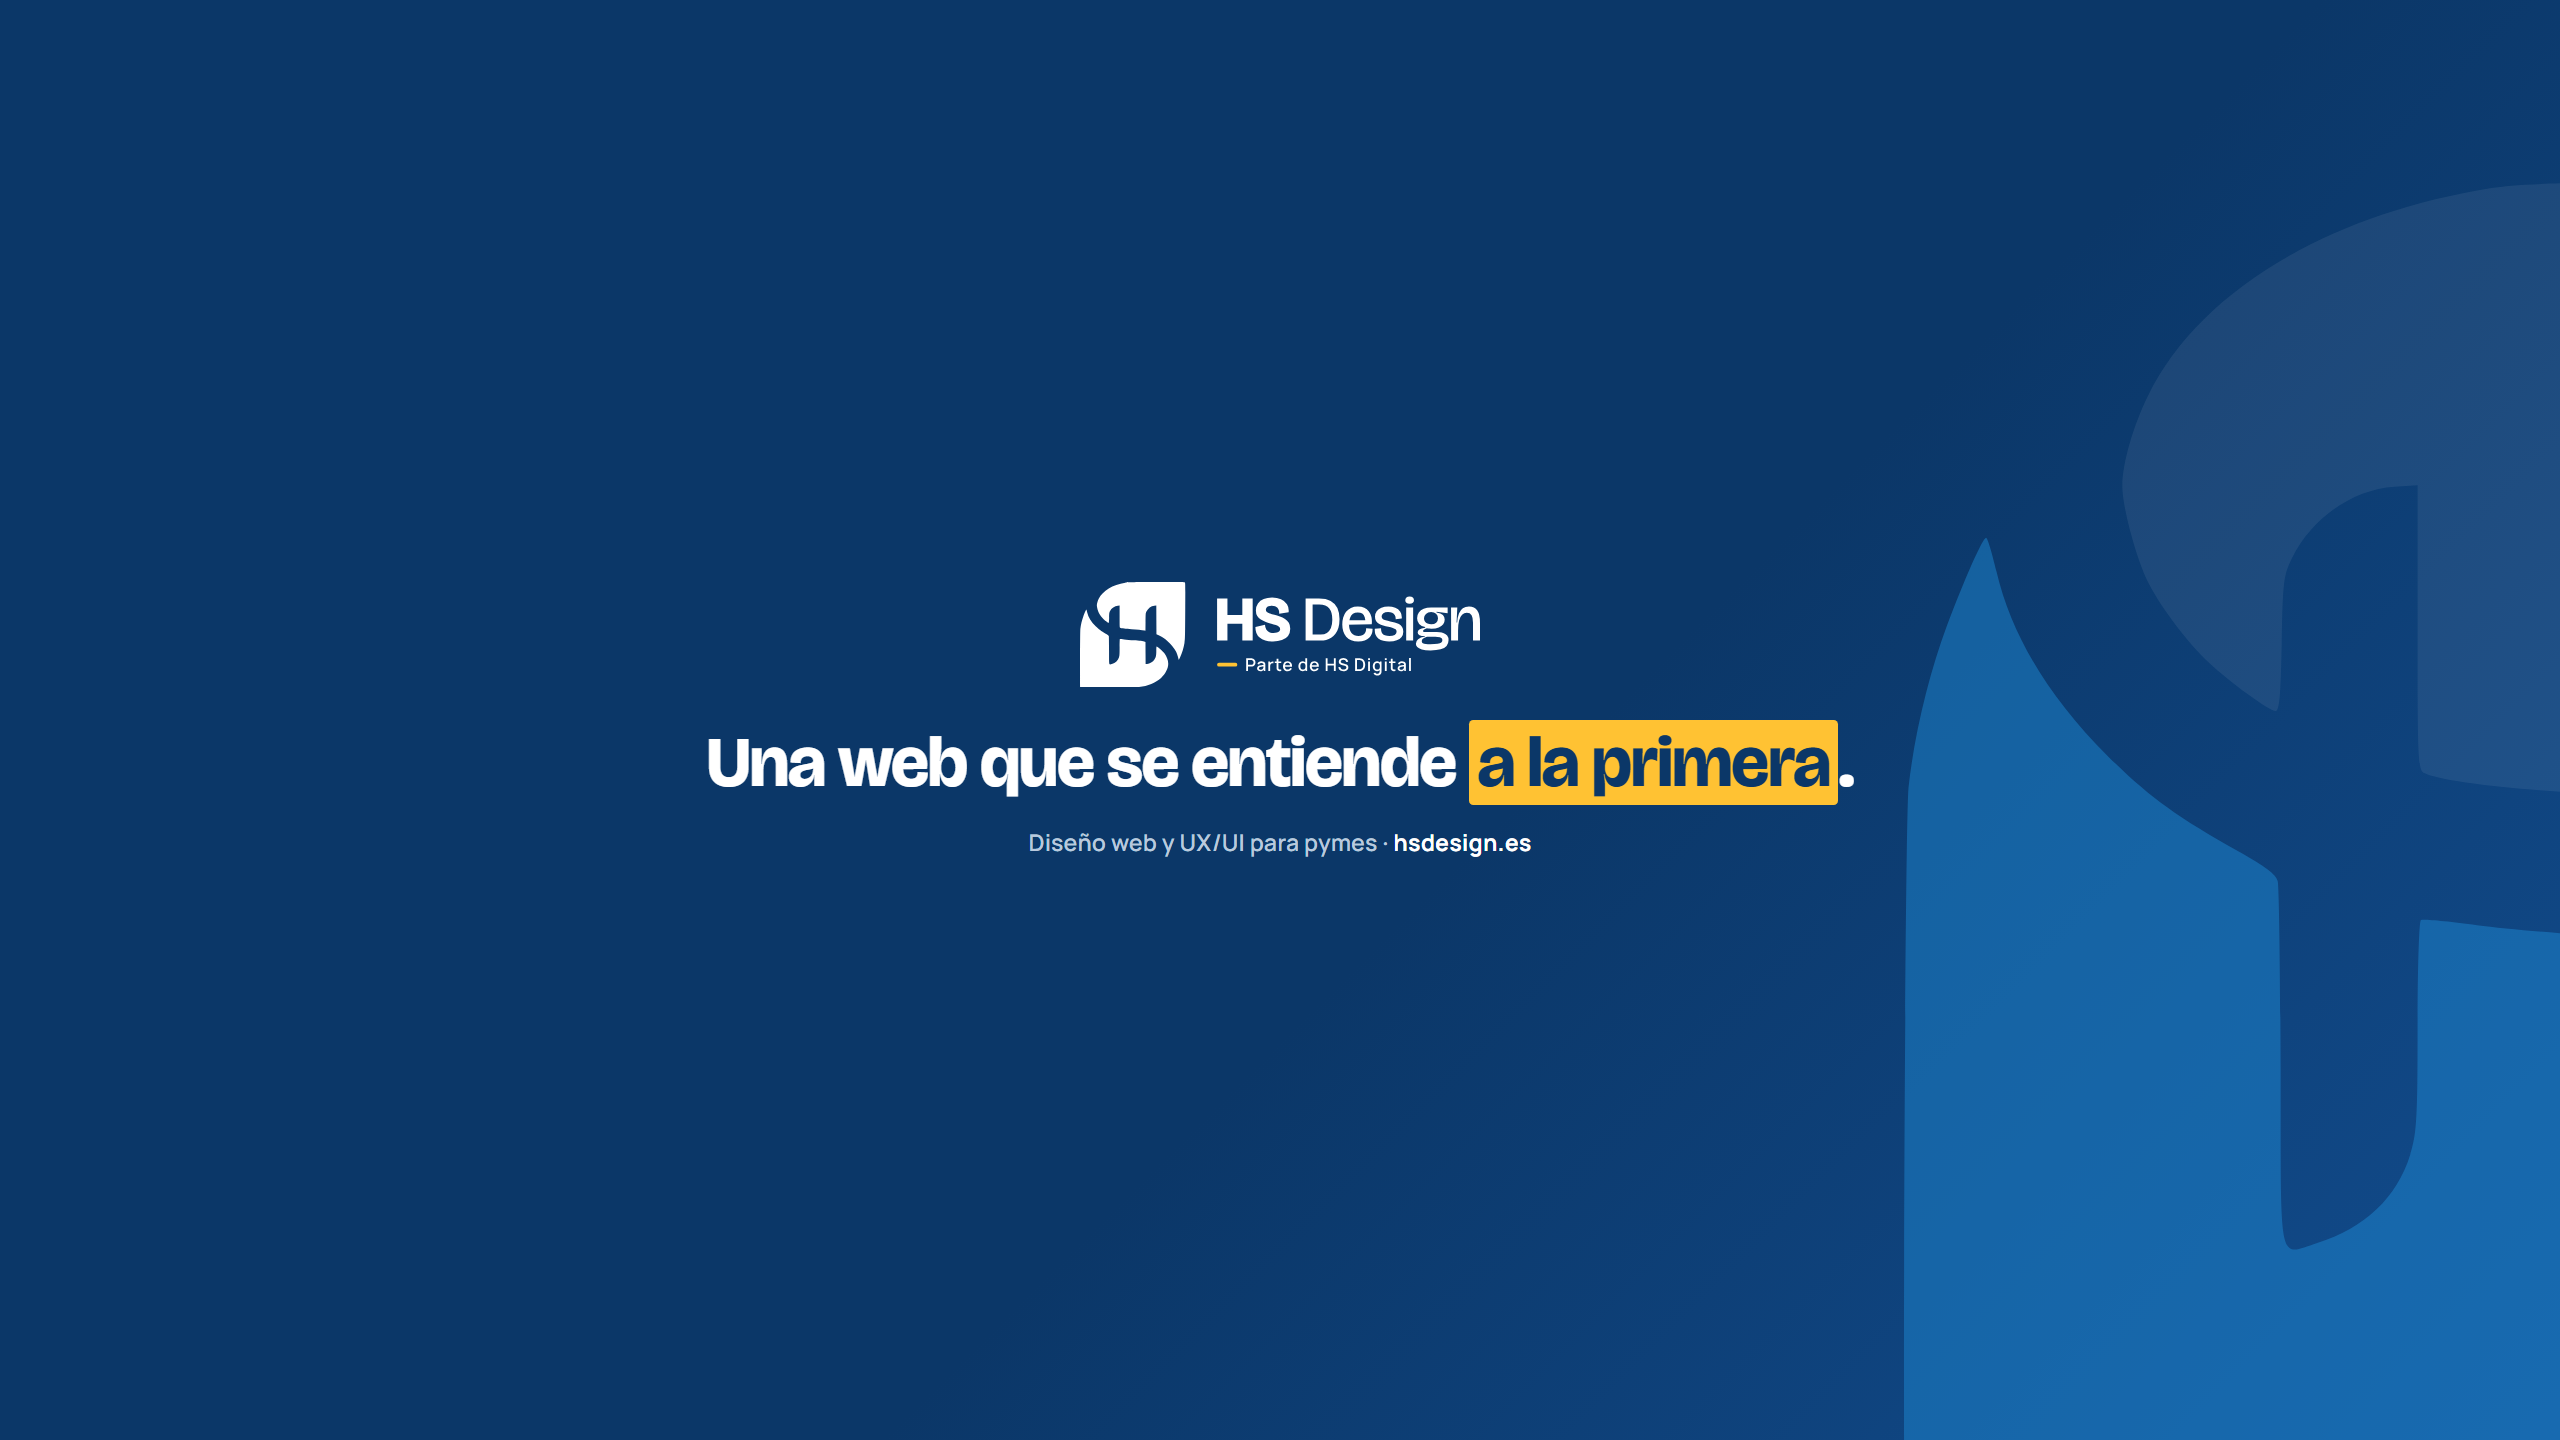 HS Design
Parte de HS Digital
Una web que se entiende a la primera.
Diseño web y UX/UI para pymes · hsdesign.es